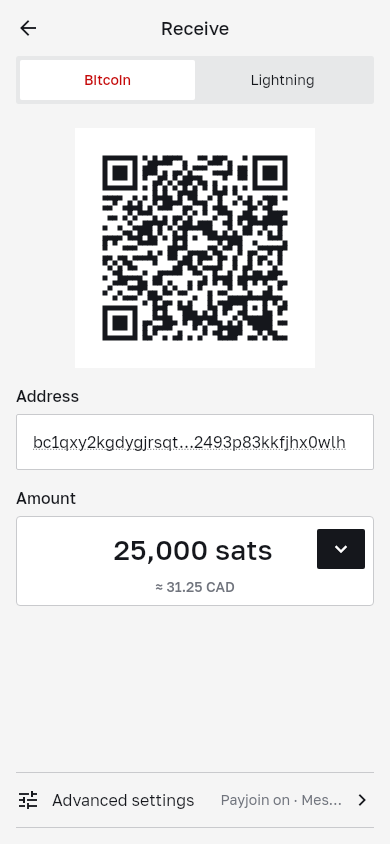 Receive
Bitcoin
Lightning
Address
bc1qxy2kgdygjrsqt...2493p83kkfjhx0wlh
Amount
25,000 sats
≈ 31.25 CAD
Advanced settings
Payjoin on · Mes...